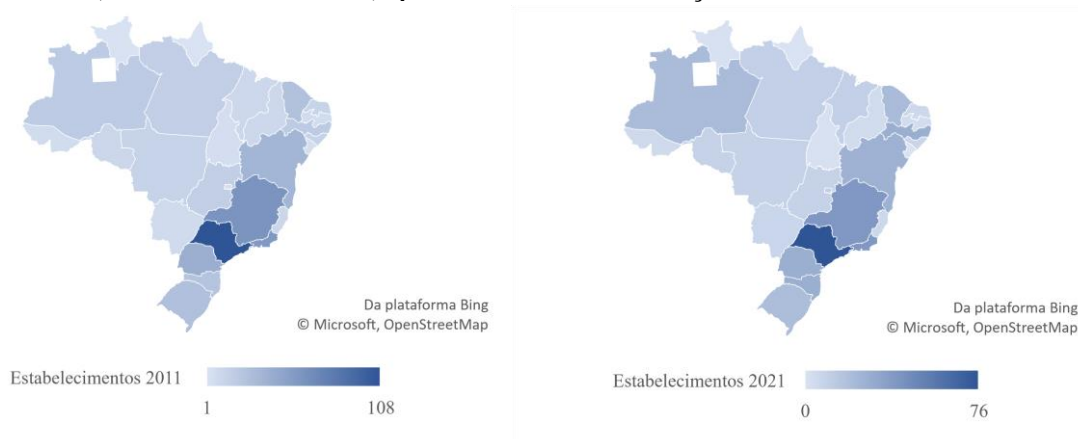 Da plataforma Bing
© Microsoft, OpenStreetMap
Estabelecimentos 2011
1 108
Da plataforma Bing
© Microsoft, OpenStreetMap
Estabelecimentos 2021
0 76